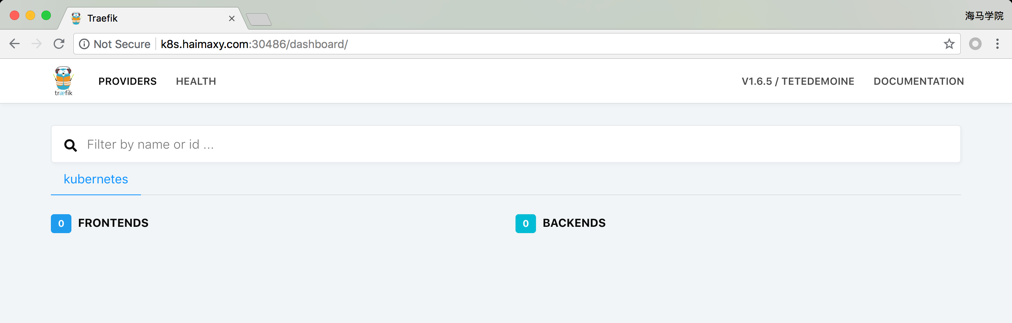 Traefik
海马学院
Not Secure k8s.haimaxy.com:30486/dashboard/
træfik PROVIDERS HEALTH V1.6.5 / TETEDEMOINE DOCUMENTATION
Filter by name or id ...
kubernetes
0 FRONTENDS 0 BACKENDS